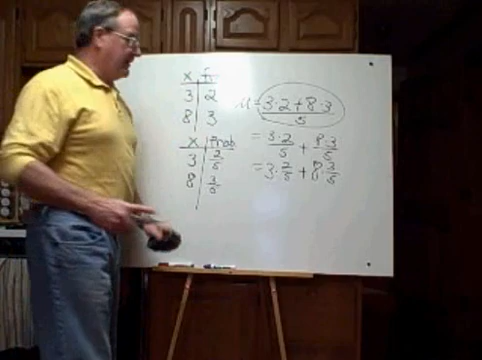 x fr
3 2
8 3
x Prob
3 2/5
8 3/5
μ = (3·2 + 8·3)/5
= 3·2/5 + 8·3/5
= 3·2/5 + 8·3/5